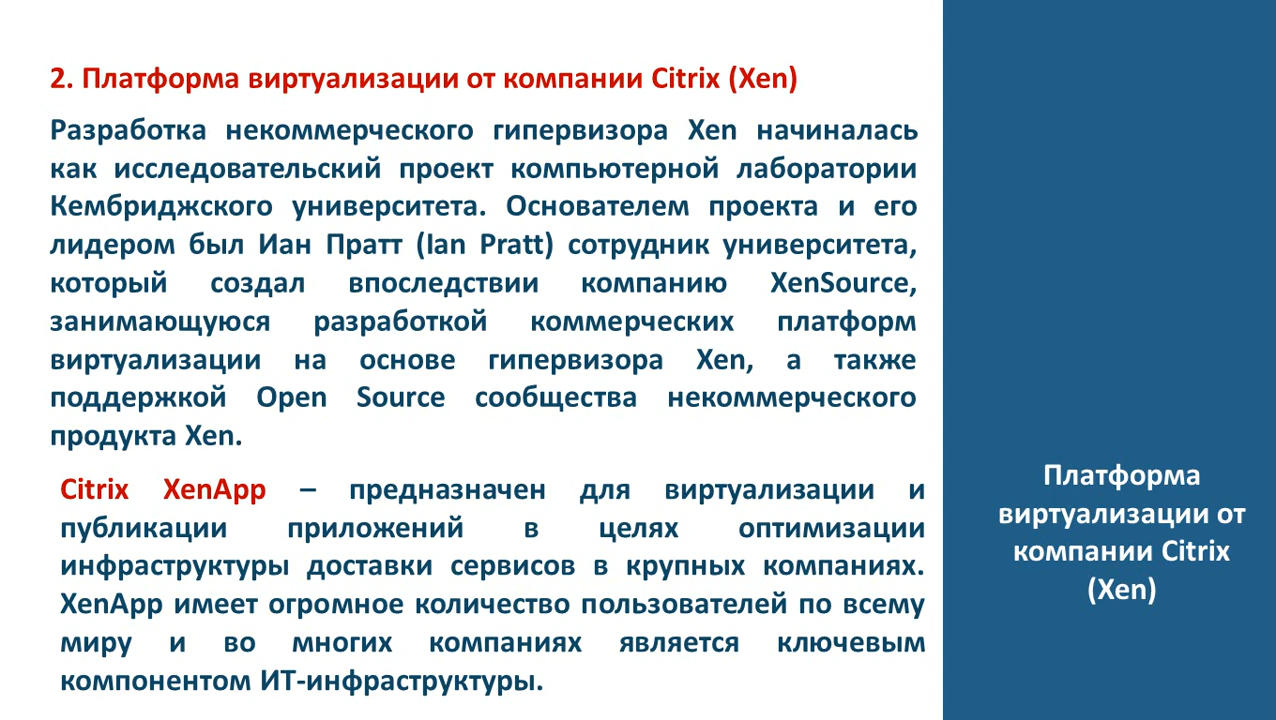 2. Платформа виртуализации от компании Citrix (Xen)
Разработка некоммерческого гипервизора Xen начиналась
как исследовательский проект компьютерной лаборатории
Кембриджского университета. Основателем проекта и его
лидером был Иан Пратт (Ian Pratt) сотрудник университета,
который создал впоследствии компанию XenSource,
занимающуюся разработкой коммерческих платформ
виртуализации на основе гипервизора Xen, а также
поддержкой Open Source сообщества некоммерческого
продукта Xen.
Citrix XenApp – предназначен для виртуализации и
публикации приложений в целях оптимизации
инфраструктуры доставки сервисов в крупных компаниях.
XenApp имеет огромное количество пользователей по всему
миру и во многих компаниях является ключевым
компонентом ИТ-инфраструктуры.
Платформа
виртуализации от
компании Citrix
(Xen)